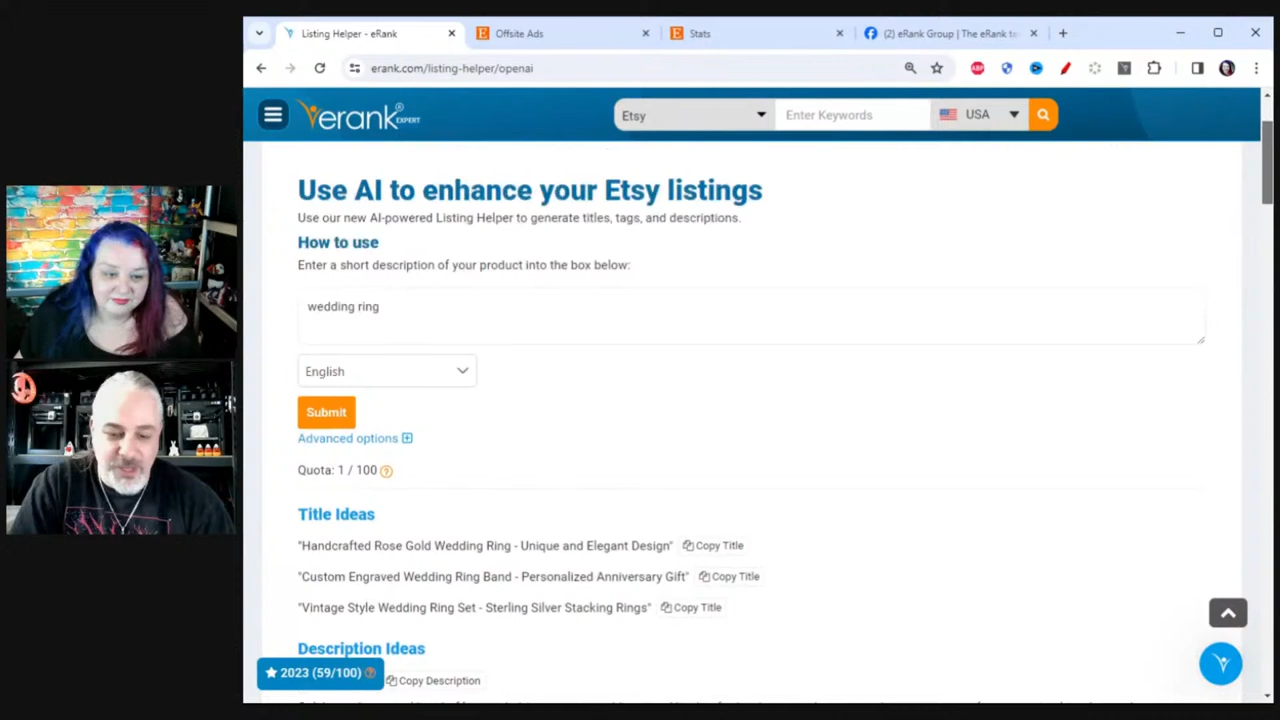 Listing Helper - eRank
Offsite Ads
Stats
(2) eRank Group | The eRank te
erank.com/listing-helper/openai
ABP
erank® EXPERT
Etsy
Enter Keywords
USA
Use AI to enhance your Etsy listings
Use our new AI-powered Listing Helper to generate titles, tags, and descriptions.
How to use
Enter a short description of your product into the box below:
wedding ring
English
Submit
Advanced options
Quota: 1 / 100
Title Ideas
"Handcrafted Rose Gold Wedding Ring - Unique and Elegant Design" Copy Title
"Custom Engraved Wedding Ring Band - Personalized Anniversary Gift" Copy Title
"Vintage Style Wedding Ring Set - Sterling Silver Stacking Rings" Copy Title
Description Ideas
2023 (59/100)
Copy Description